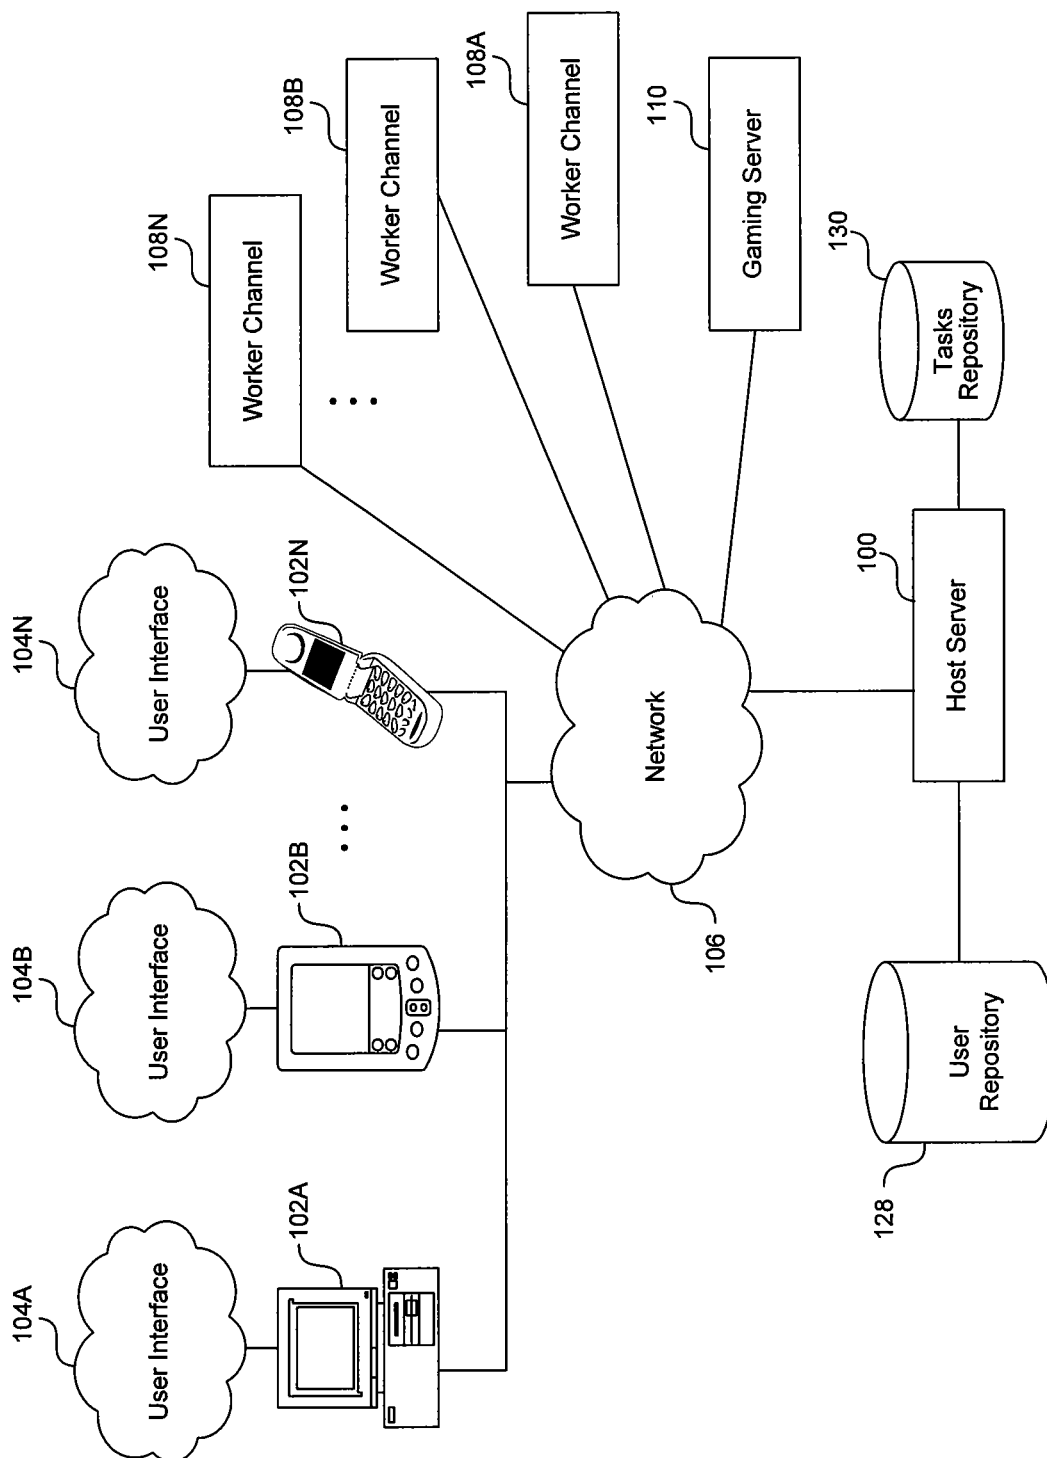 104A
User Interface
102A
104B
User Interface
102B
104N
User Interface
102N
108N
Worker Channel
108B
Worker Channel
108A
Worker Channel
110
Gaming Server
106
Network
100
Host Server
128
User
Repository
130
Tasks
Repository